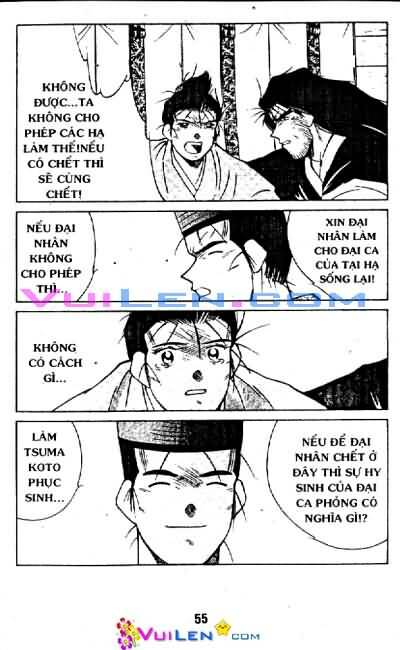 KHÔNG
ĐƯỢC...TA
KHÔNG CHO
PHÉP CÁC HẠ
LÀM THẾ!NẾU
CÓ CHẾT THÌ
SẼ CÙNG
CHẾT!
XIN ĐẠI
NHÂN LÀM
CHO ĐẠI CA
CỦA TẠI HẠ
SỐNG LẠI!
NẾU ĐẠI
NHÂN
KHÔNG
CHO PHÉP
THÌ...
VUILEN.COM
KHÔNG
CÓ CÁCH
GÌ...
NẾU ĐỂ ĐẠI
NHÂN CHẾT Ở
ĐÂY THÌ SỰ HY
SINH CỦA ĐẠI
CA PHỎNG CÓ
NGHĨA GÌ!?
LÀM
TSUMA
KOTO
PHỤC
SINH...
55
VUILEN.COM